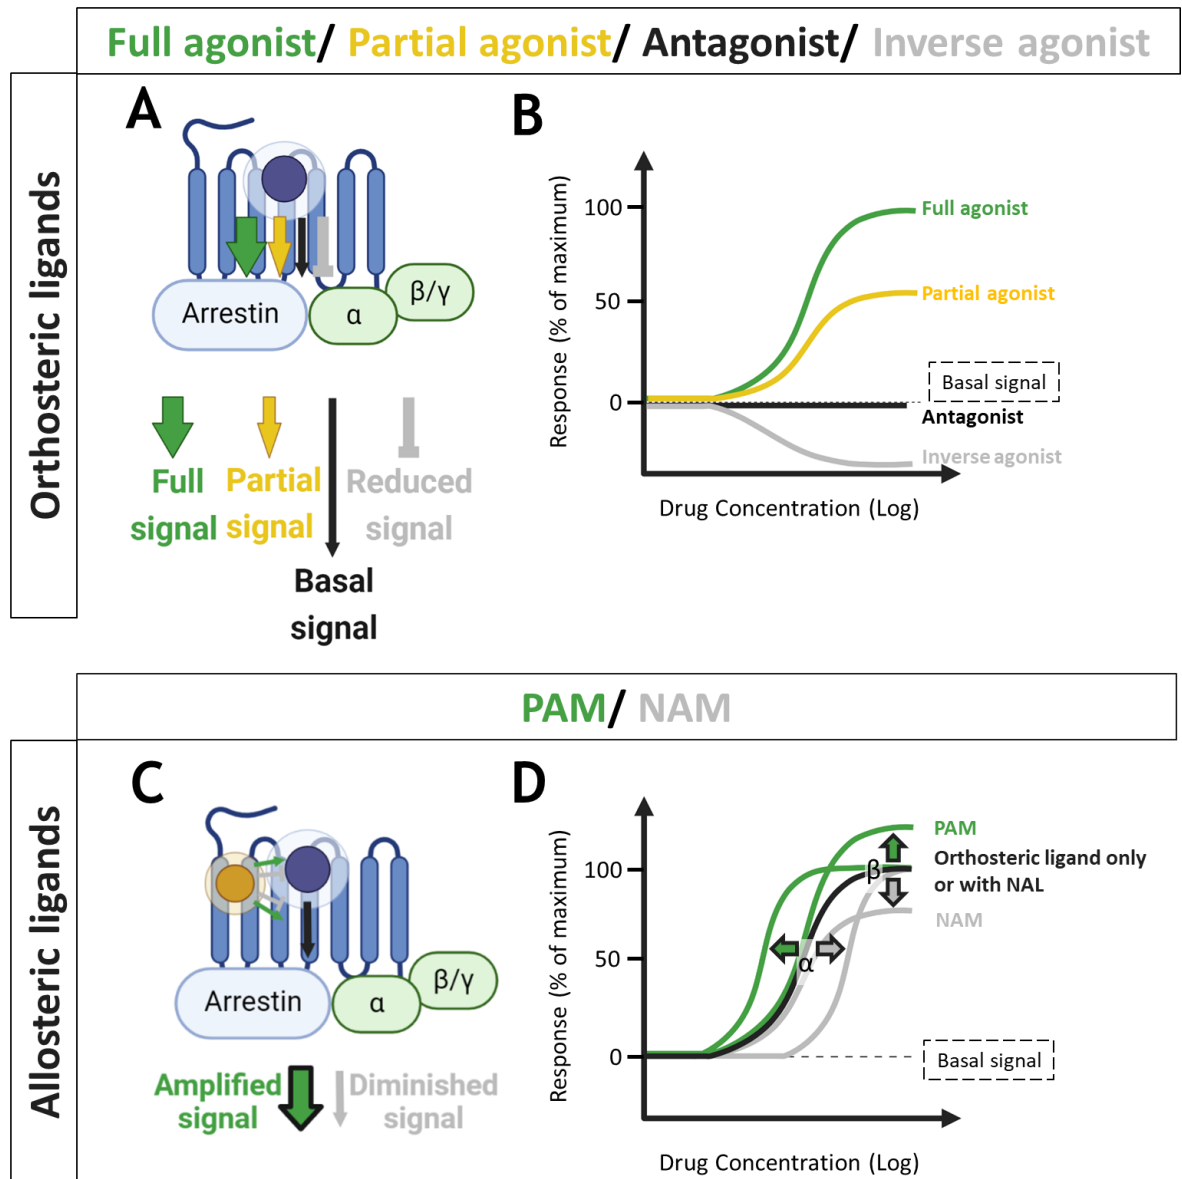 Full agonist/ Partial agonist/ Antagonist/ Inverse agonist
Orthosteric ligands
A
Arrestin
α
β/γ
Full
signal
Partial
signal
Reduced
signal
Basal
signal
B
Response (% of maximum)
100
50
0
Full agonist
Partial agonist
Basal signal
Antagonist
Inverse agonist
Drug Concentration (Log)
PAM/ NAM
Allosteric ligands
C
Arrestin
α
β/γ
Amplified
signal
Diminished
signal
D
Response (% of maximum)
100
50
0
PAM
β
Orthosteric ligand only
or with NAL
NAM
α
Basal signal
Drug Concentration (Log)